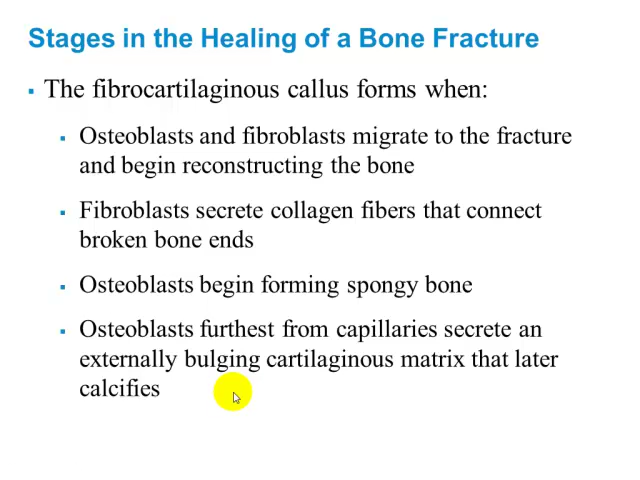 Stages in the Healing of a Bone Fracture
▪ The fibrocartilaginous callus forms when:
▪ Osteoblasts and fibroblasts migrate to the fracture
and begin reconstructing the bone
▪ Fibroblasts secrete collagen fibers that connect
broken bone ends
▪ Osteoblasts begin forming spongy bone
▪ Osteoblasts furthest from capillaries secrete an
externally bulging cartilaginous matrix that later
calcifies